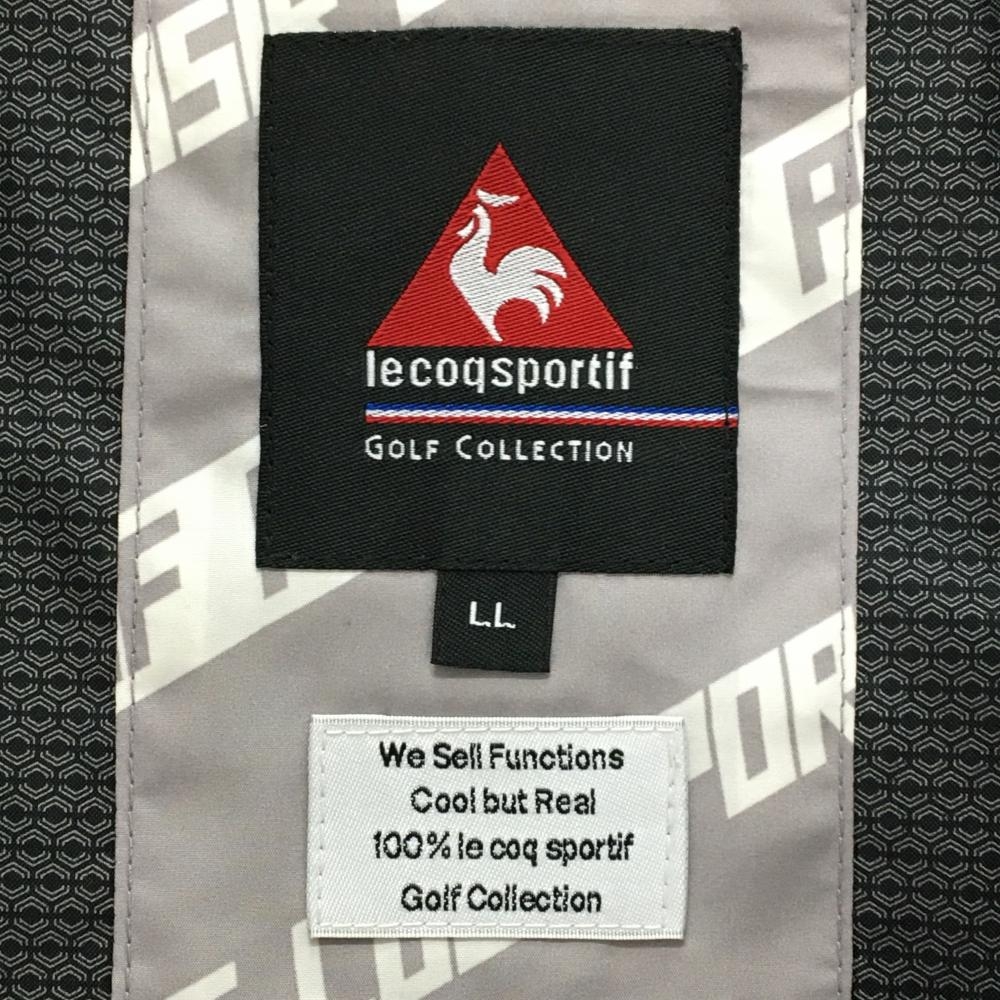 lecoqsportif
GOLF COLLECTION
LL
We Sell Functions
Cool but Real
100% le coq sportif
Golf Collection